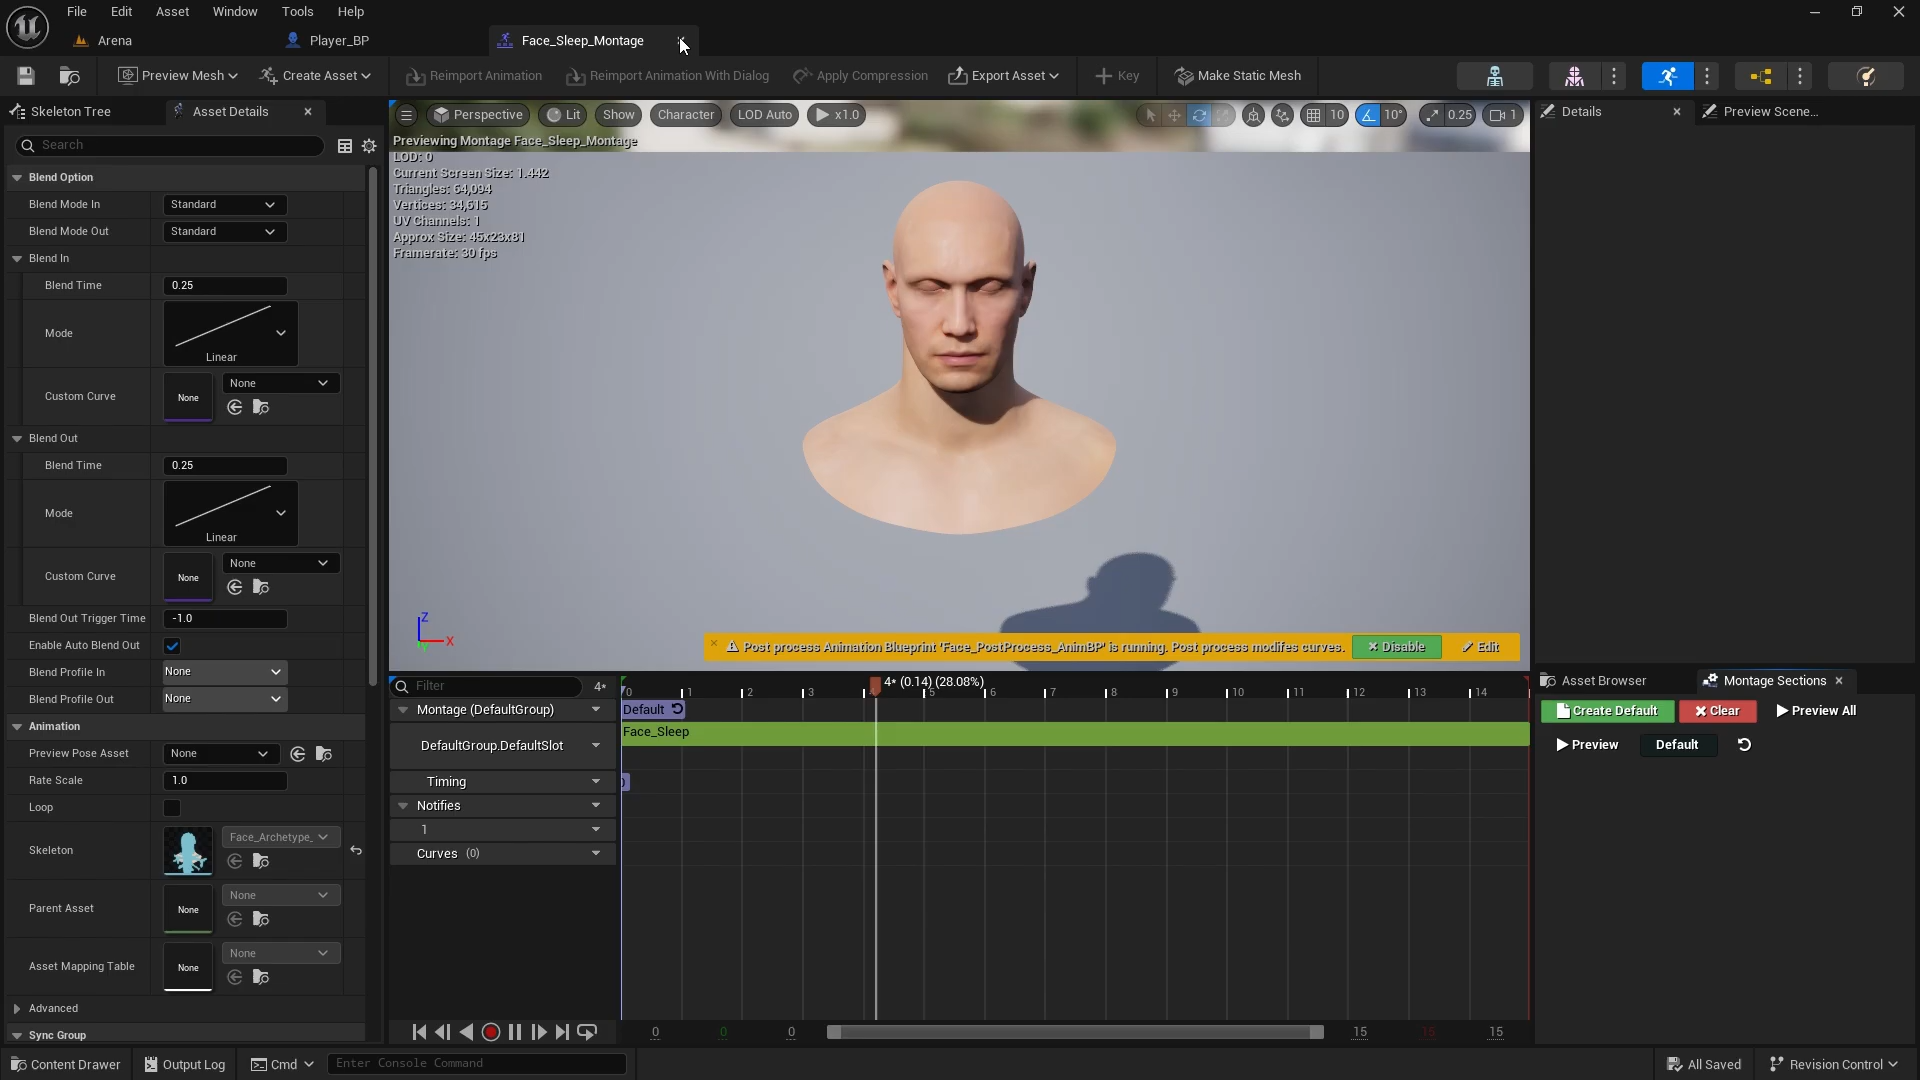 File Edit Asset Window Tools Help
Arena Player_BP Face_Sleep_Montage
Preview Mesh Create Asset Reimport Animation Reimport Animation With Dialog Apply Compression Export Asset Key Make Static Mesh
Skeleton Tree Asset Details
Search
Blend Option
Blend Mode In Standard
Blend Mode Out Standard
Blend In
Blend Time 0.25
Mode
Linear
Custom Curve None None
Blend Out
Blend Time 0.25
Mode
Linear
Custom Curve None None
Blend Out Trigger Time -1.0
Enable Auto Blend Out
Blend Profile In None
Blend Profile Out None
Animation
Preview Pose Asset None
Rate Scale 1.0
Loop
Skeleton Face_Archetype_
Parent Asset None None
Asset Mapping Table None None
Advanced
Sync Group
Perspective Lit Show Character LOD Auto x1.0 10 10° 0.25 1
Previewing Montage Face_Sleep_Montage
LOD: 0
Current Screen Size: 1.442
Triangles: 64,094
Vertices: 34,615
UV Channels: 1
Approx Size: 45x23x81
Framerate: 30 fps
Z
X
Post process Animation Blueprint 'Face_PostProcess_AnimBP' is running. Post process modifes curves. Disable Edit
Filter 4*
4* (0.14) (28.08%)
0 1 2 3 4 5 6 7 8 9 10 11 12 13 14
Montage (DefaultGroup) Default
DefaultGroup.DefaultSlot Face_Sleep
Timing
Notifies
1
Curves (0)
0 0 0 15 15 15
Details Preview Scene...
Asset Browser Montage Sections
Create Default Clear Preview All
Preview Default
Content Drawer Output Log Cmd Enter Console Command All Saved Revision Control